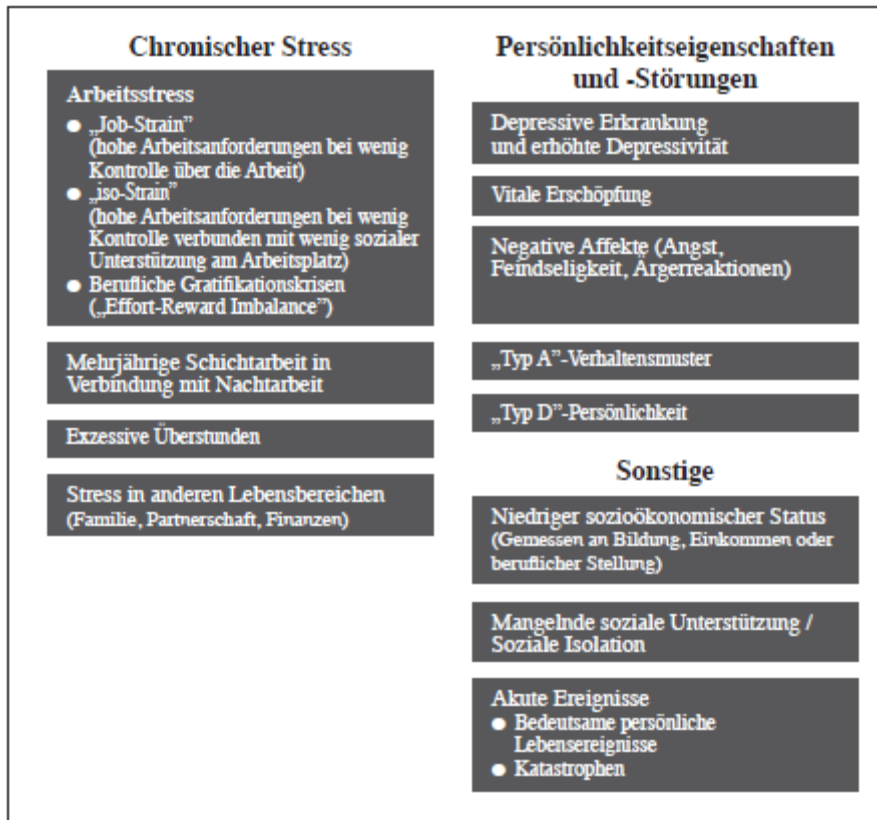 Chronischer Stress
Arbeitsstress
● „Job-Strain”
(hohe Arbeitsanforderungen bei wenig
Kontrolle über die Arbeit)
● „iso-Strain”
(hohe Arbeitsanforderungen bei wenig
Kontrolle verbunden mit wenig sozialer
Unterstützung am Arbeitsplatz)
● Berufliche Gratifikationskrisen
(„Effort-Reward Imbalance”)
Mehrjährige Schichtarbeit in
Verbindung mit Nachtarbeit
Exzessive Überstunden
Stress in anderen Lebensbereichen
(Familie, Partnerschaft, Finanzen)
Persönlichkeitseigenschaften
und -Störungen
Depressive Erkrankung
und erhöhte Depressivität
Vitale Erschöpfung
Negative Affekte (Angst,
Feindseligkeit, Ärgerreaktionen)
„Typ A”-Verhaltensmuster
„Typ D”-Persönlichkeit
Sonstige
Niedriger sozioökonomischer Status
(Gemessen an Bildung, Einkommen oder
beruflicher Stellung)
Mangelnde soziale Unterstützung /
Soziale Isolation
Akute Ereignisse
● Bedeutsame persönliche
Lebensereignisse
● Katastrophen